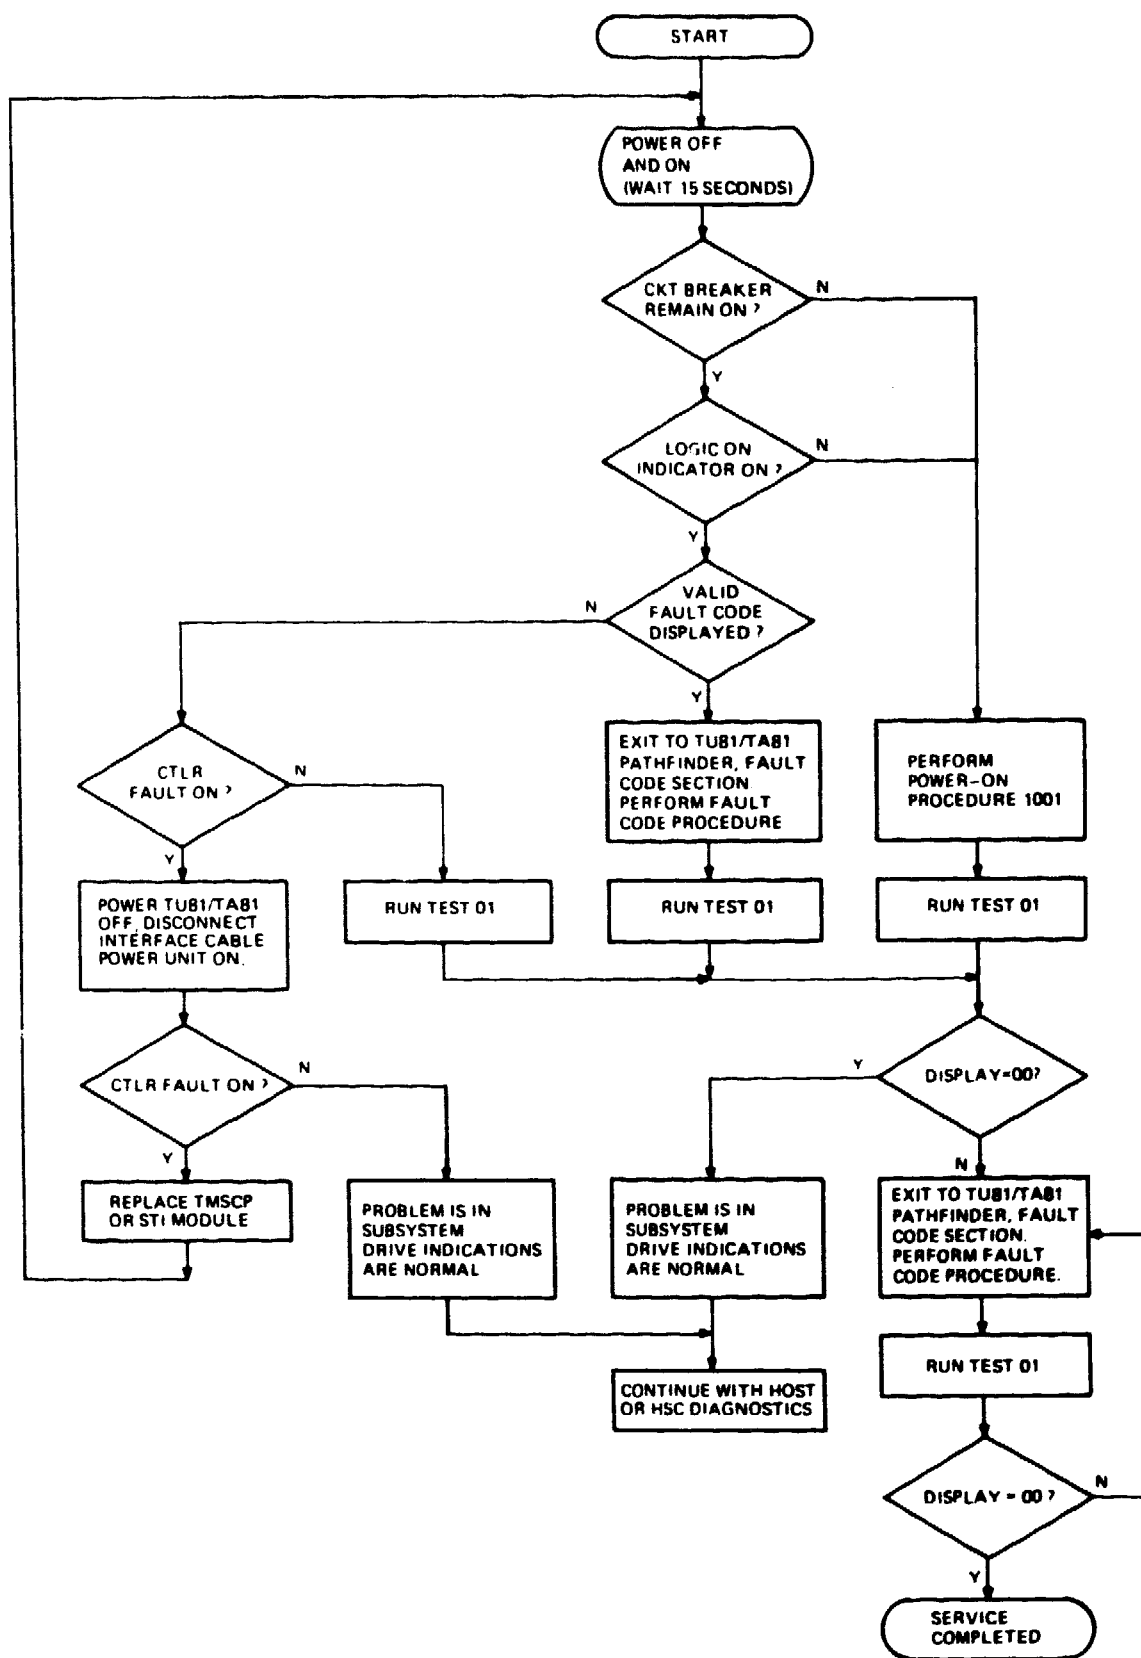 START
POWER OFF
AND ON
(WAIT 15 SECONDS)
CKT BREAKER
REMAIN ON ?
N
Y
LOGIC ON
INDICATOR ON ?
N
Y
VALID
FAULT CODE
DISPLAYED ?
N
Y
CTLR
FAULT ON ?
N
Y
EXIT TO TU81/TA81
PATHFINDER, FAULT
CODE SECTION.
PERFORM FAULT
CODE PROCEDURE
PERFORM
POWER-ON
PROCEDURE 1001
POWER TU81/TA81
OFF, DISCONNECT
INTERFACE CABLE
POWER UNIT ON.
RUN TEST 01
RUN TEST 01
RUN TEST 01
CTLR FAULT ON ?
N
Y
DISPLAY=00?
Y
N
REPLACE TMSCP
OR STI MODULE
PROBLEM IS IN
SUBSYSTEM
DRIVE INDICATIONS
ARE NORMAL
PROBLEM IS IN
SUBSYSTEM
DRIVE INDICATIONS
ARE NORMAL
EXIT TO TU81/TA81
PATHFINDER, FAULT
CODE SECTION.
PERFORM FAULT
CODE PROCEDURE.
RUN TEST 01
CONTINUE WITH HOST
OR HSC DIAGNOSTICS
DISPLAY = 00 ?
N
Y
SERVICE
COMPLETED